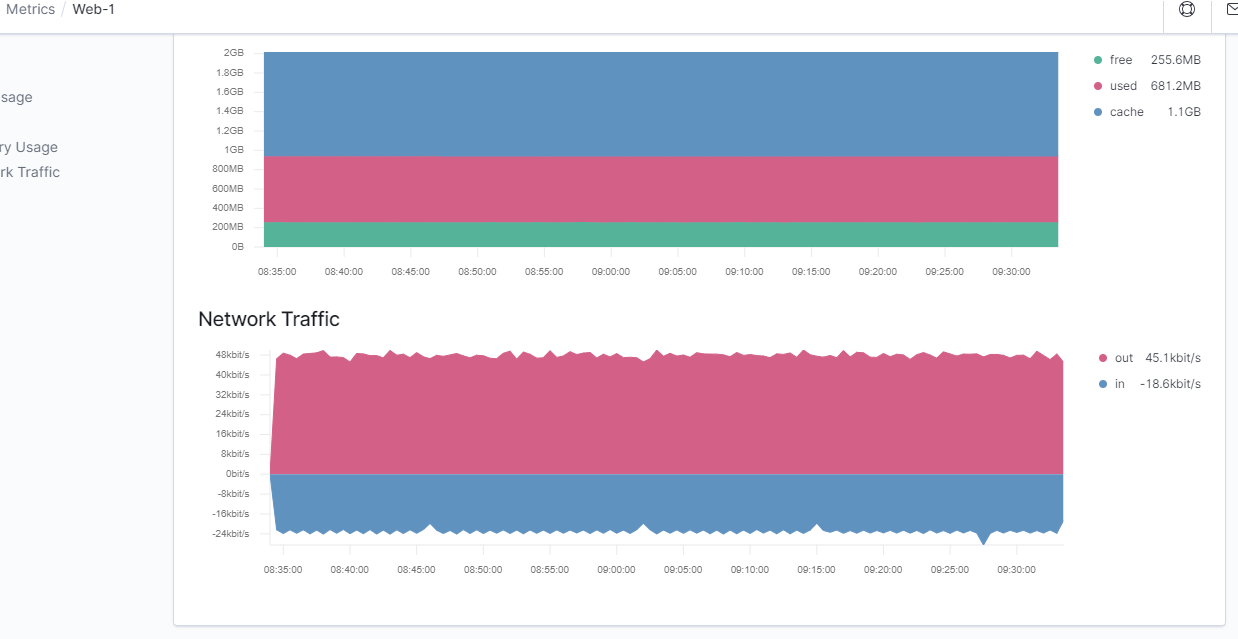 Metrics / Web-1
sage
ry Usage
rk Traffic
2GB
1.8GB
1.6GB
1.4GB
1.2GB
1GB
800MB
600MB
400MB
200MB
0B
08:35:00 08:40:00 08:45:00 08:50:00 08:55:00 09:00:00 09:05:00 09:10:00 09:15:00 09:20:00 09:25:00 09:30:00
free 255.6MB
used 681.2MB
cache 1.1GB
Network Traffic
48kbit/s
40kbit/s
32kbit/s
24kbit/s
16kbit/s
8kbit/s
0bit/s
-8kbit/s
-16kbit/s
-24kbit/s
08:35:00 08:40:00 08:45:00 08:50:00 08:55:00 09:00:00 09:05:00 09:10:00 09:15:00 09:20:00 09:25:00 09:30:00
out 45.1kbit/s
in -18.6kbit/s